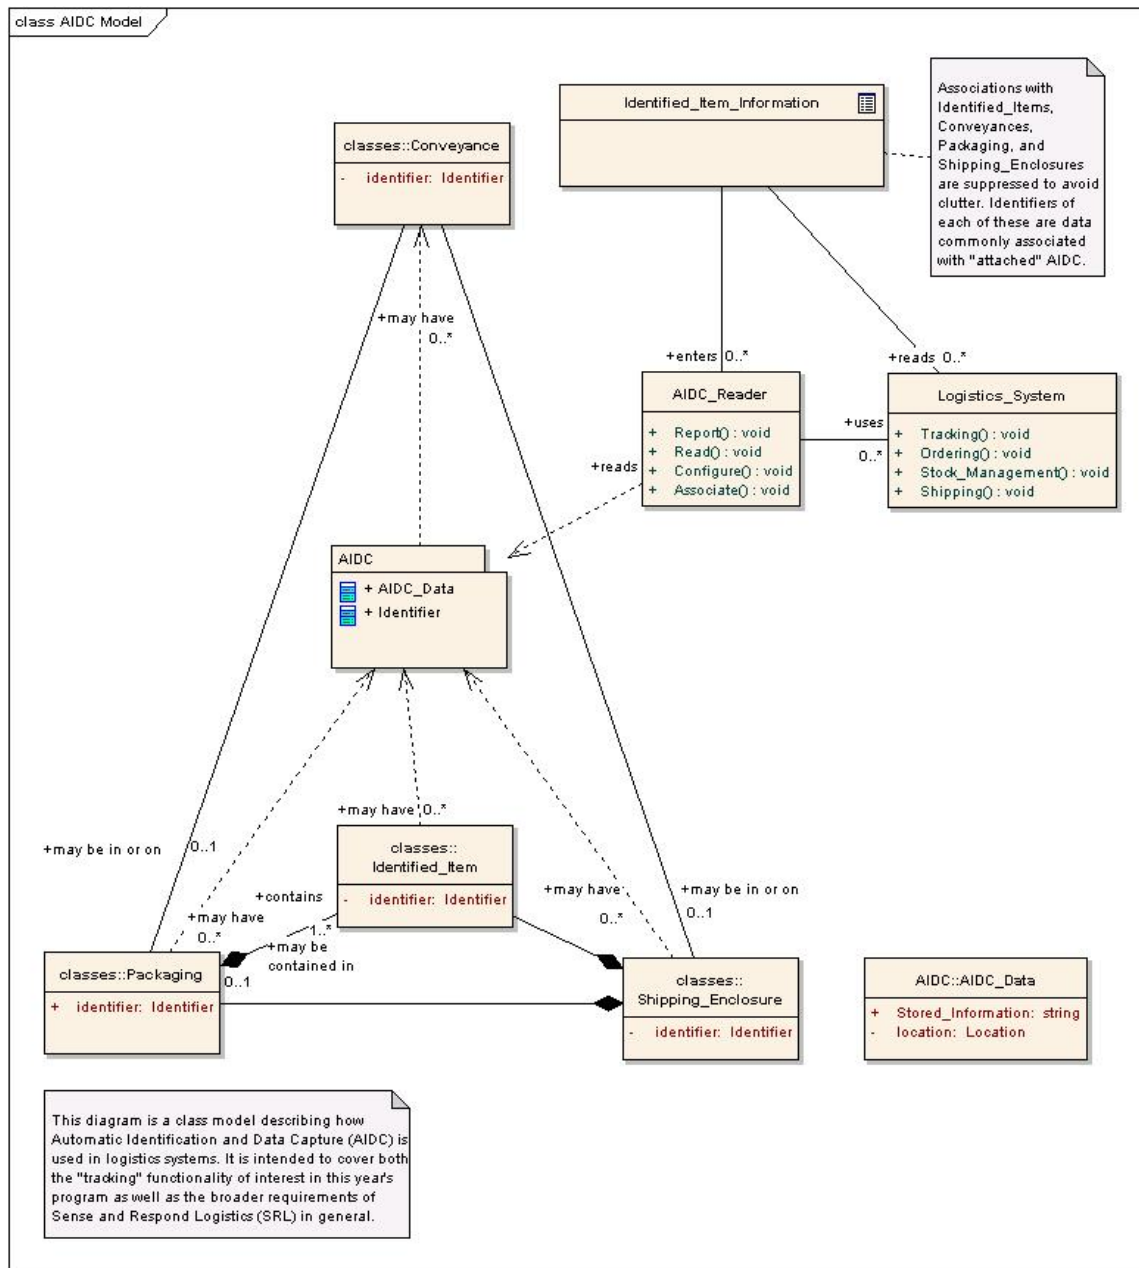 class AIDC Model
Identified_Item_Information
Associations with
Identified_Items,
Conveyances,
Packaging, and
Shipping_Enclosures
are suppressed to avoid
clutter. Identifiers of
each of these are data
commonly associated
with "attached" AIDC.
classes::Conveyance
- identifier: Identifier
+may have
0..*
+enters 0..*
+reads 0..*
AIDC_Reader
+ Report() : void
+ Read() : void
+ Configure() : void
+ Associate() : void
+uses
0..*
Logistics_System
+ Tracking() : void
+ Ordering() : void
+ Stock_Management() : void
+ Shipping() : void
+reads
AIDC
+ AIDC_Data
+ Identifier
+may have 0..*
+may be in or on
0..1
classes::
Identified_Item
- identifier: Identifier
+contains
1..*
+may have
0..*
+may be
contained in
0..1
+may have
0..*
+may be in or on
0..1
classes::Packaging
+ identifier: Identifier
classes::
Shipping_Enclosure
- identifier: Identifier
AIDC::AIDC_Data
+ Stored_Information: string
- location: Location
This diagram is a class model describing how
Automatic Identification and Data Capture (AIDC) is
used in logistics systems. It is intended to cover both
the "tracking" functionality of interest in this year's
program as well as the broader requirements of
Sense and Respond Logistics (SRL) in general.